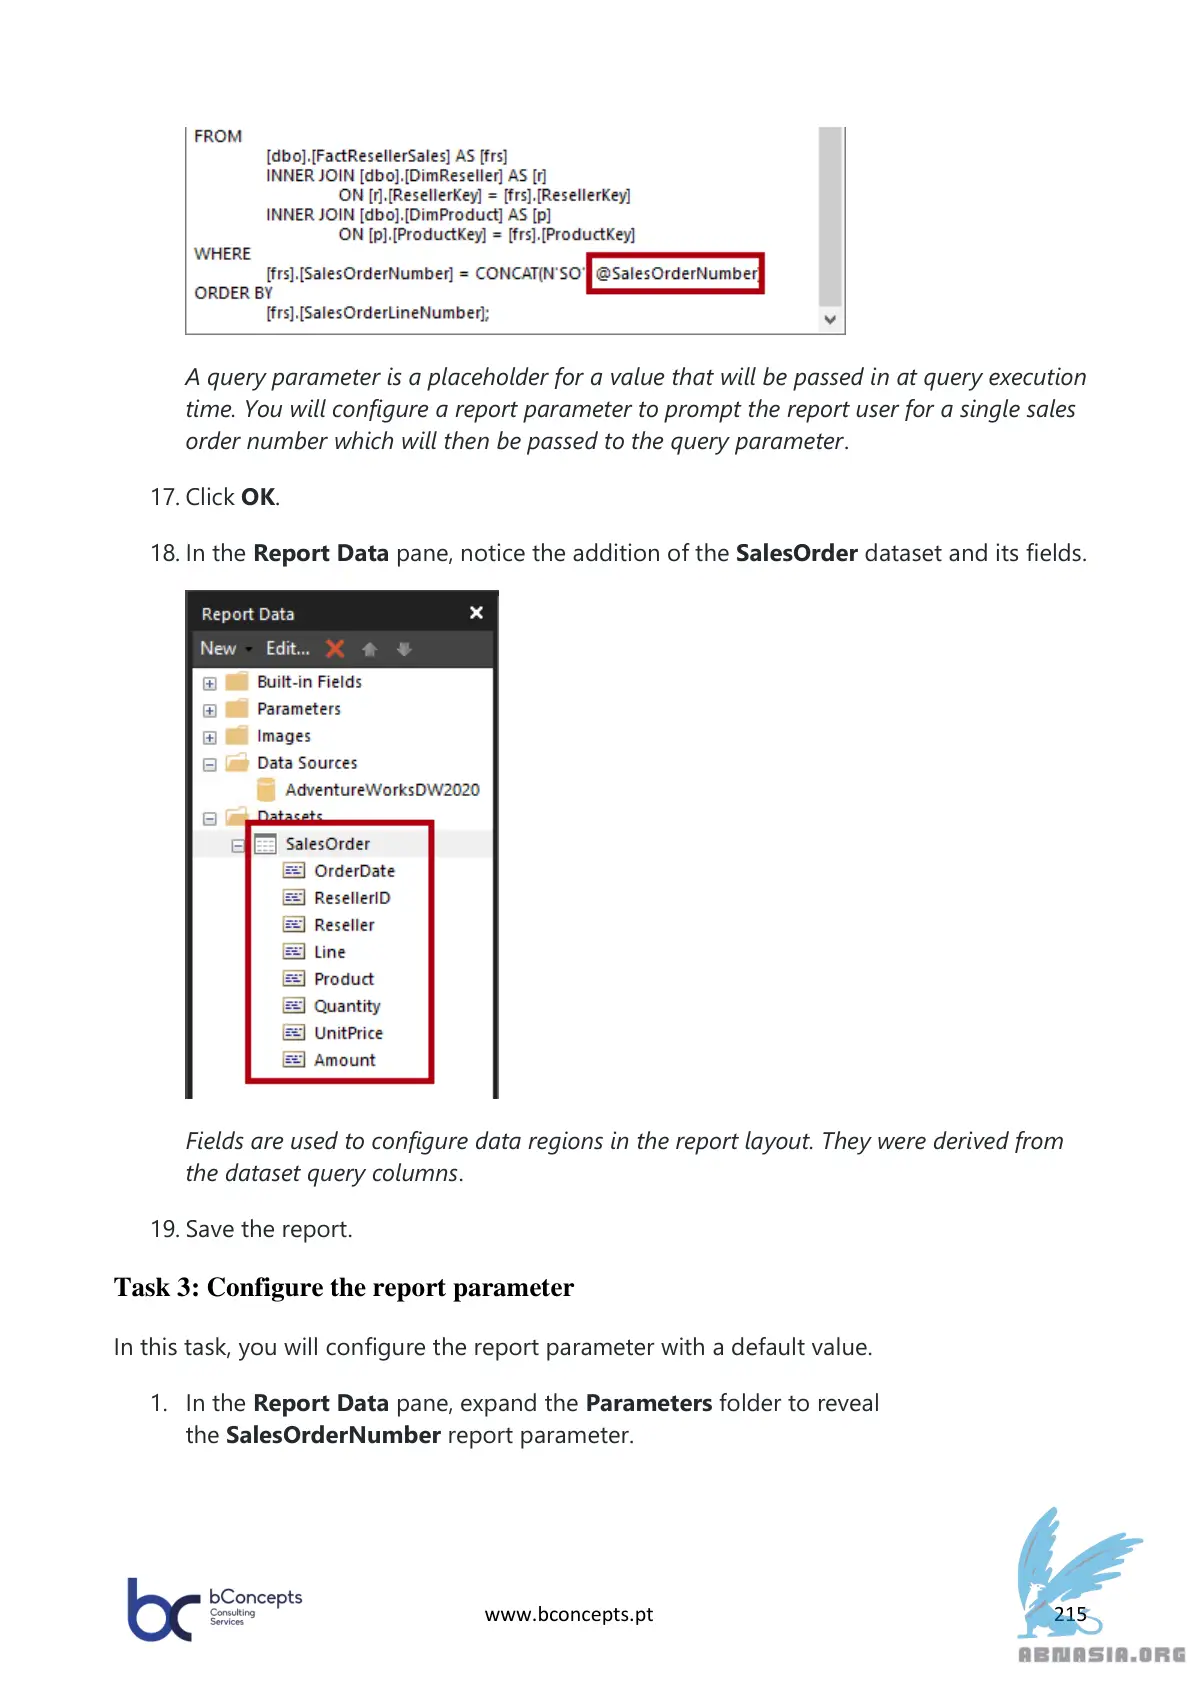 FROM
[dbo].[FactResellerSales] AS [frs]
INNER JOIN [dbo].[DimReseller] AS [r]
ON [r].[ResellerKey] = [frs].[ResellerKey]
INNER JOIN [dbo].[DimProduct] AS [p]
ON [p].[ProductKey] = [frs].[ProductKey]
WHERE
[frs].[SalesOrderNumber] = CONCAT(N'SO' @SalesOrderNumber)
ORDER BY
[frs].[SalesOrderLineNumber];
A query parameter is a placeholder for a value that will be passed in at query execution
time. You will configure a report parameter to prompt the report user for a single sales
order number which will then be passed to the query parameter.
17. Click OK.
18. In the Report Data pane, notice the addition of the SalesOrder dataset and its fields.
Report Data
New Edit...
Built-in Fields
Parameters
Images
Data Sources
AdventureWorksDW2020
Datasets
SalesOrder
OrderDate
ResellerID
Reseller
Line
Product
Quantity
UnitPrice
Amount
Fields are used to configure data regions in the report layout. They were derived from
the dataset query columns.
19. Save the report.
Task 3: Configure the report parameter
In this task, you will configure the report parameter with a default value.
1. In the Report Data pane, expand the Parameters folder to reveal
the SalesOrderNumber report parameter.
bc bConcepts
Consulting
Services
www.bconcepts.pt
215
ABNASIA.ORG